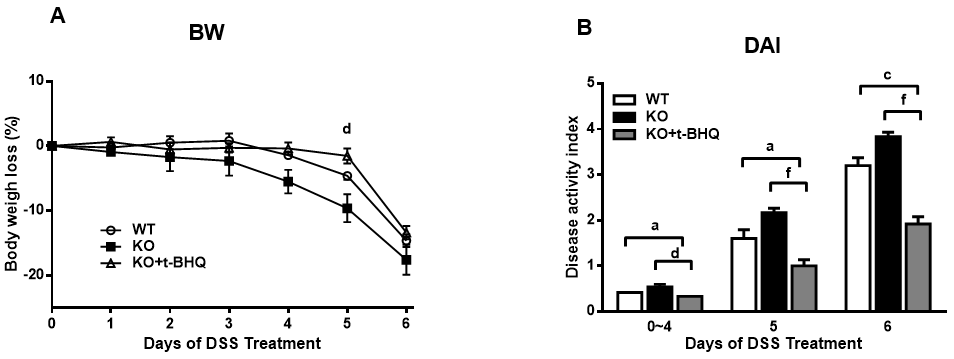 A
BW
10
0
-10
-20
Body weigh loss (%)
d
WT
KO
KO+t-BHQ
0 1 2 3 4 5 6
Days of DSS Treatment
B
DAI
5
4
3
2
1
0
Disease activity index
WT
KO
KO+t-BHQ
a
d
a
f
c
f
0~4 5 6
Days of DSS Treatment